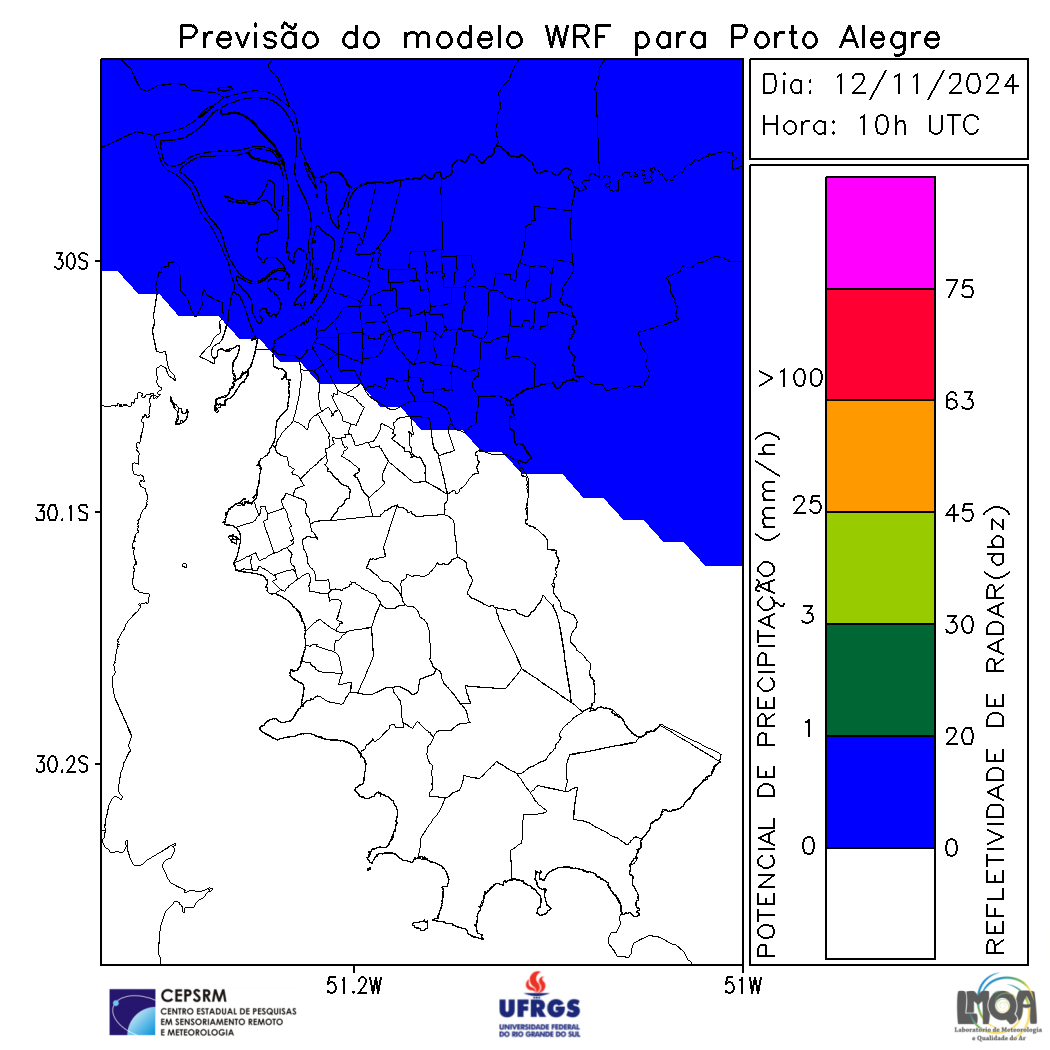 Previsão do modelo WRF para Porto Alegre
Dia: 12/11/2024
Hora: 10h UTC
30S
30.1S
30.2S
51.2W
51W
POTENCIAL DE PRECIPITAÇÃO (mm/h)
>100
25
3
1
0
75
63
45
30
20
0
REFLETIVIDADE DE RADAR(dbz)
CEPSRM
CENTRO ESTADUAL DE PESQUISAS
EM SENSORIAMENTO REMOTO
E METEOROLOGIA
UFRGS
UNIVERSIDADE FEDERAL
DO RIO GRANDE DO SUL
LMQA
Laboratório de Meteorologia
e Qualidade do Ar